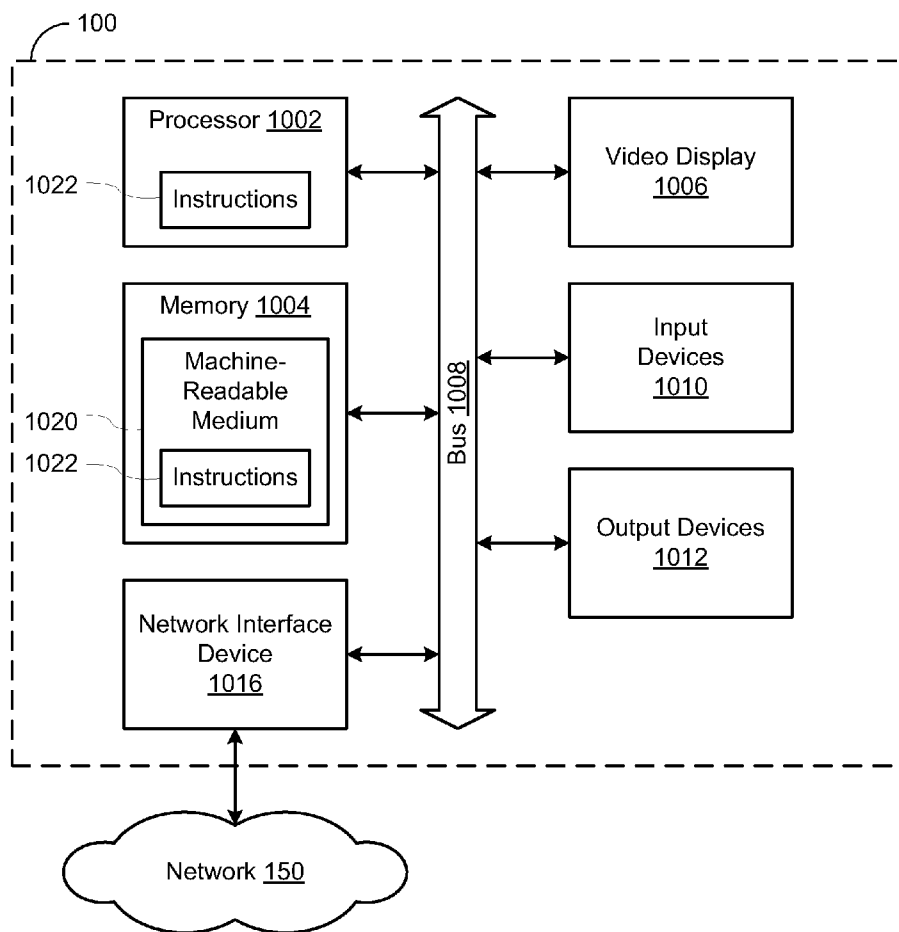 100
Processor 1002
1022
Instructions
Memory 1004
Machine-
Readable
Medium
1020
1022
Instructions
Network Interface
Device
1016
Bus 1008
Video Display
1006
Input
Devices
1010
Output Devices
1012
Network 150